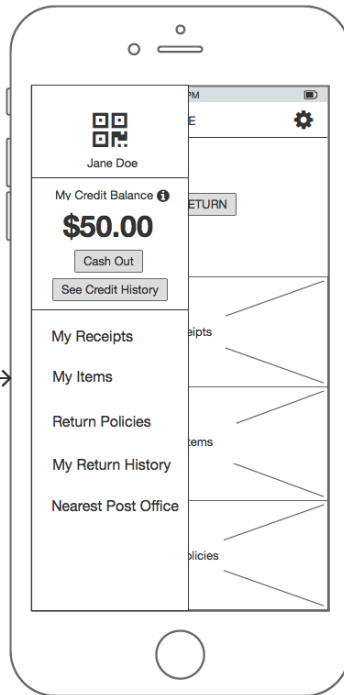 PM
E
Jane Doe
ETURN
My Credit Balance
$50.00
Cash Out
See Credit History
My Receipts
eipts
My Items
Return Policies
tems
My Return History
Nearest Post Office
olicies